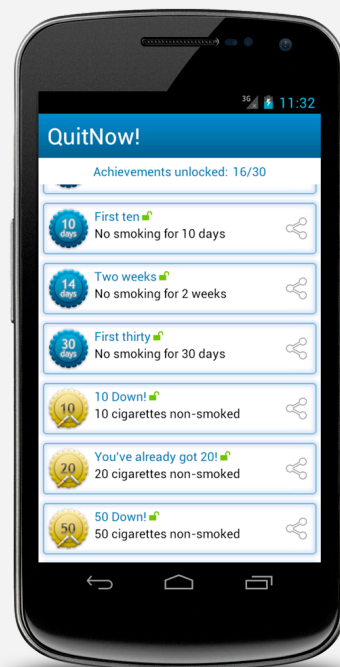 3G 11:32
QuitNow!
Achievements unlocked: 16/30
10
days
First ten
No smoking for 10 days
14
days
Two weeks
No smoking for 2 weeks
30
days
First thirty
No smoking for 30 days
10
10 Down!
10 cigarettes non-smoked
20
You've already got 20!
20 cigarettes non-smoked
50
50 Down!
50 cigarettes non-smoked